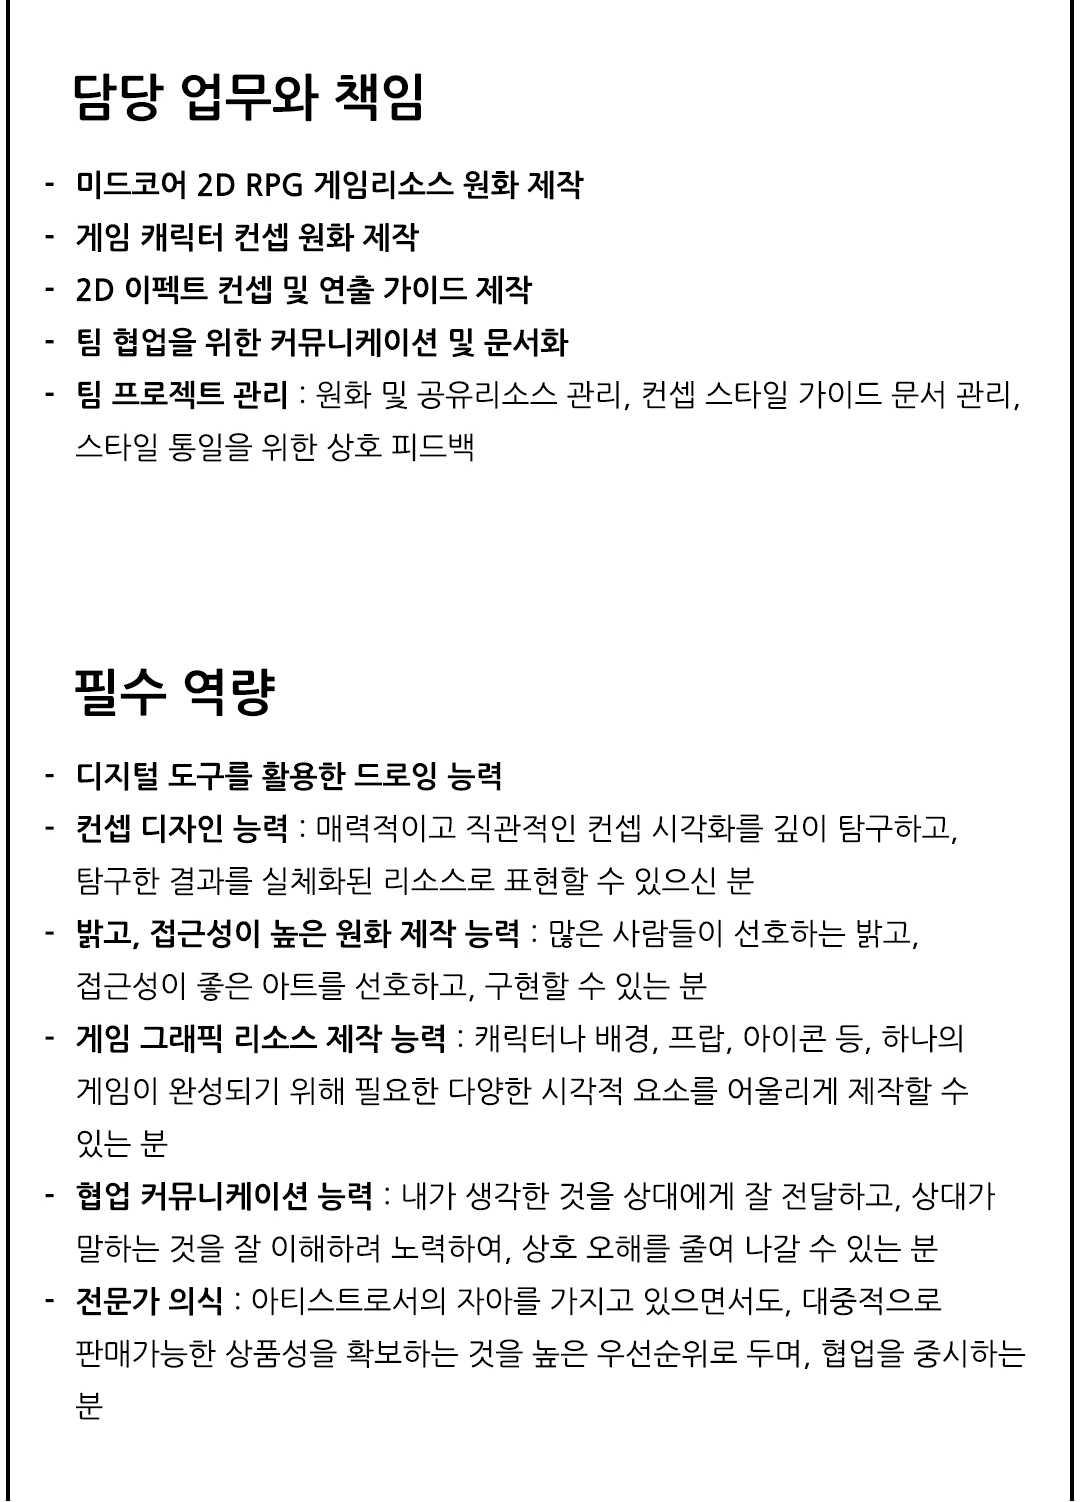 담당 업무와 책임
- 미드코어 2D RPG 게임리소스 원화 제작
- 게임 캐릭터 컨셉 원화 제작
- 2D 이펙트 컨셉 및 연출 가이드 제작
- 팀 협업을 위한 커뮤니케이션 및 문서화
- 팀 프로젝트 관리 : 원화 및 공유리소스 관리, 컨셉 스타일 가이드 문서 관리,
스타일 통일을 위한 상호 피드백
필수 역량
- 디지털 도구를 활용한 드로잉 능력
- 컨셉 디자인 능력 : 매력적이고 직관적인 컨셉 시각화를 깊이 탐구하고,
탐구한 결과를 실체화된 리소스로 표현할 수 있으신 분
- 밝고, 접근성이 높은 원화 제작 능력 : 많은 사람들이 선호하는 밝고,
접근성이 좋은 아트를 선호하고, 구현할 수 있는 분
- 게임 그래픽 리소스 제작 능력 : 캐릭터나 배경, 프랍, 아이콘 등, 하나의
게임이 완성되기 위해 필요한 다양한 시각적 요소를 어울리게 제작할 수
있는 분
- 협업 커뮤니케이션 능력 : 내가 생각한 것을 상대에게 잘 전달하고, 상대가
말하는 것을 잘 이해하려 노력하여, 상호 오해를 줄여 나갈 수 있는 분
- 전문가 의식 : 아티스트로서의 자아를 가지고 있으면서도, 대중적으로
판매가능한 상품성을 확보하는 것을 높은 우선순위로 두며, 협업을 중시하는
분